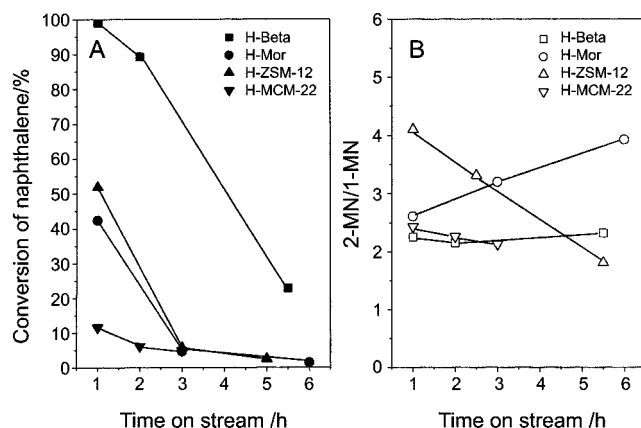 A
H-Beta
H-Mor
H-ZSM-12
H-MCM-22
Conversion of naphthalene/%
100
90
80
70
60
50
40
30
20
10
0
1 2 3 4 5 6
Time on stream /h
B
H-Beta
H-Mor
H-ZSM-12
H-MCM-22
2-MN/1-MN
6
5
4
3
2
1
0
1 2 3 4 5 6
Time on stream /h